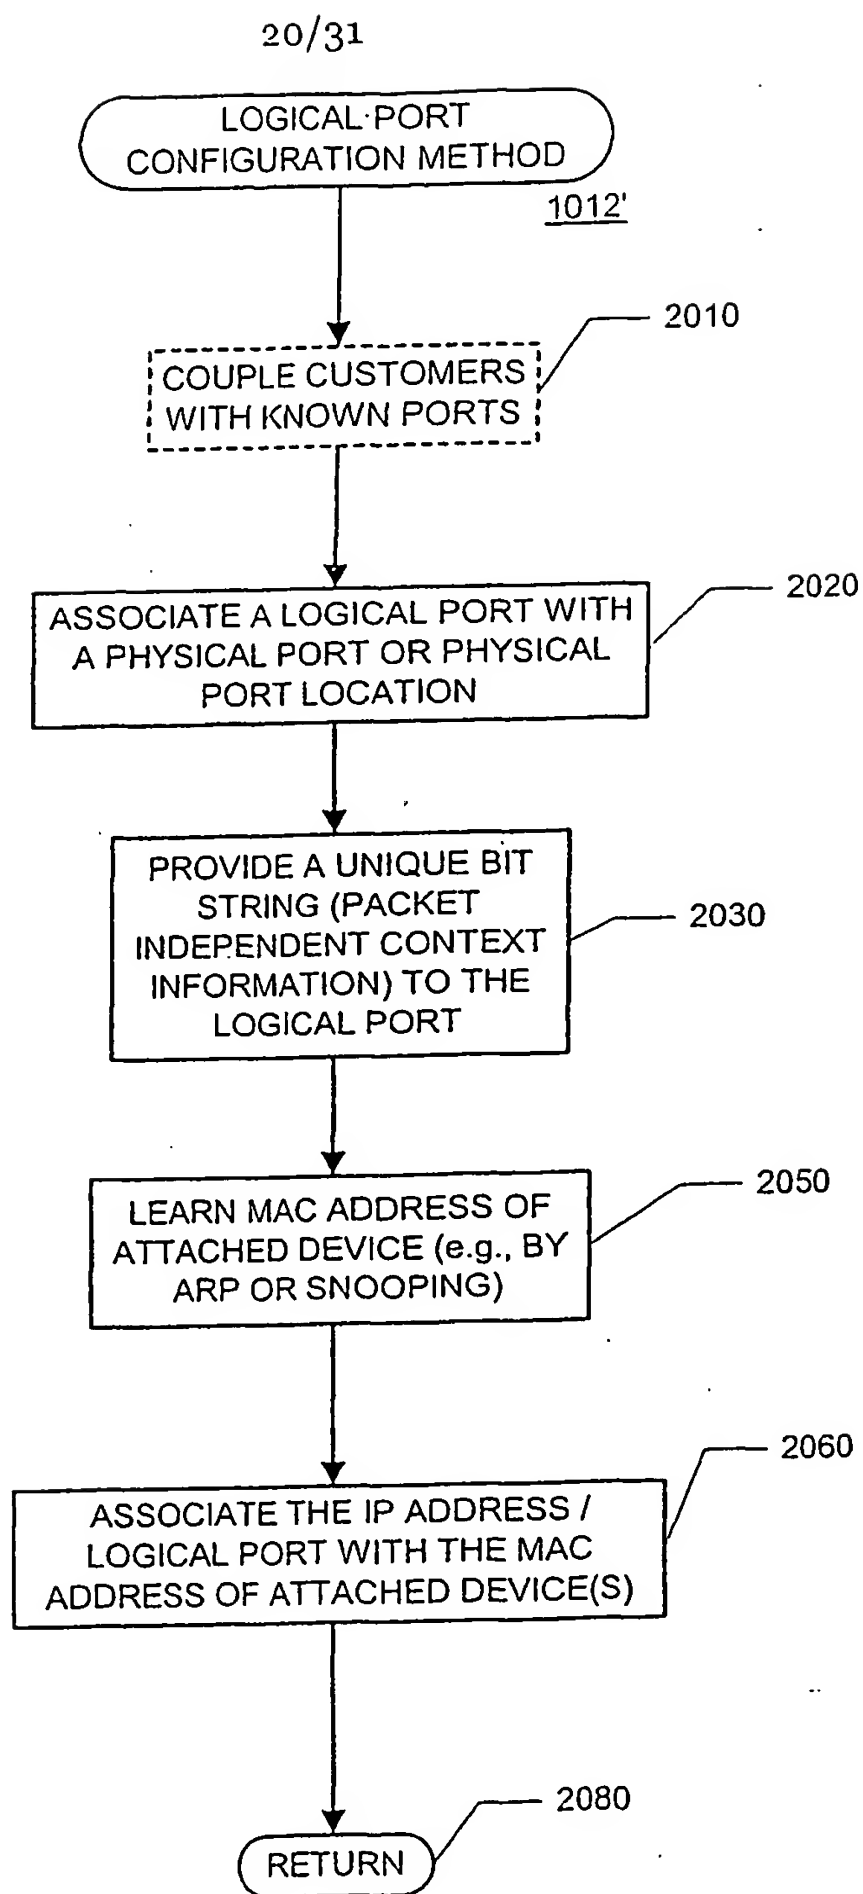 20/31
LOGICAL PORT
CONFIGURATION METHOD
1012'
2010
COUPLE CUSTOMERS
WITH KNOWN PORTS
2020
ASSOCIATE A LOGICAL PORT WITH
A PHYSICAL PORT OR PHYSICAL
PORT LOCATION
PROVIDE A UNIQUE BIT
STRING (PACKET
INDEPENDENT CONTEXT
INFORMATION) TO THE
LOGICAL PORT
2030
LEARN MAC ADDRESS OF
ATTACHED DEVICE (e.g., BY
ARP OR SNOOPING)
2050
2060
ASSOCIATE THE IP ADDRESS /
LOGICAL PORT WITH THE MAC
ADDRESS OF ATTACHED DEVICE(S)
2080
RETURN